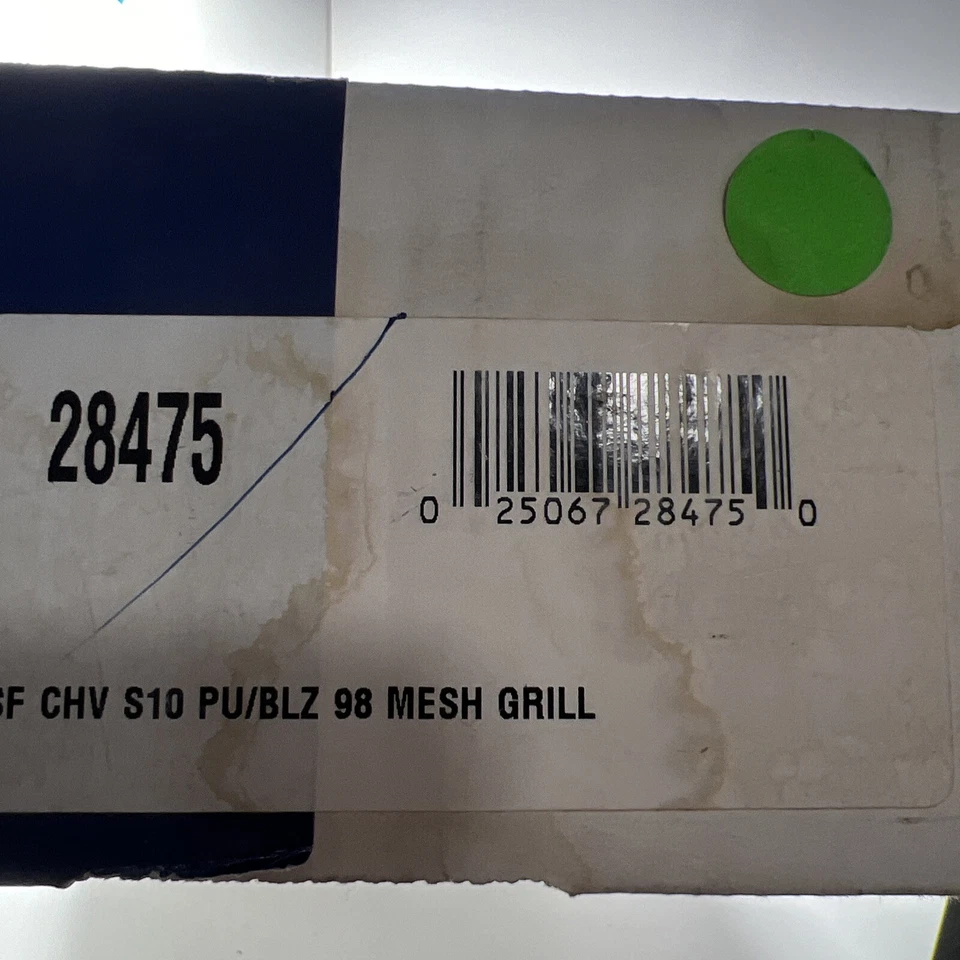 28475
0 25067 28475 0
SF CHV S10 PU/BLZ 98 MESH GRILL